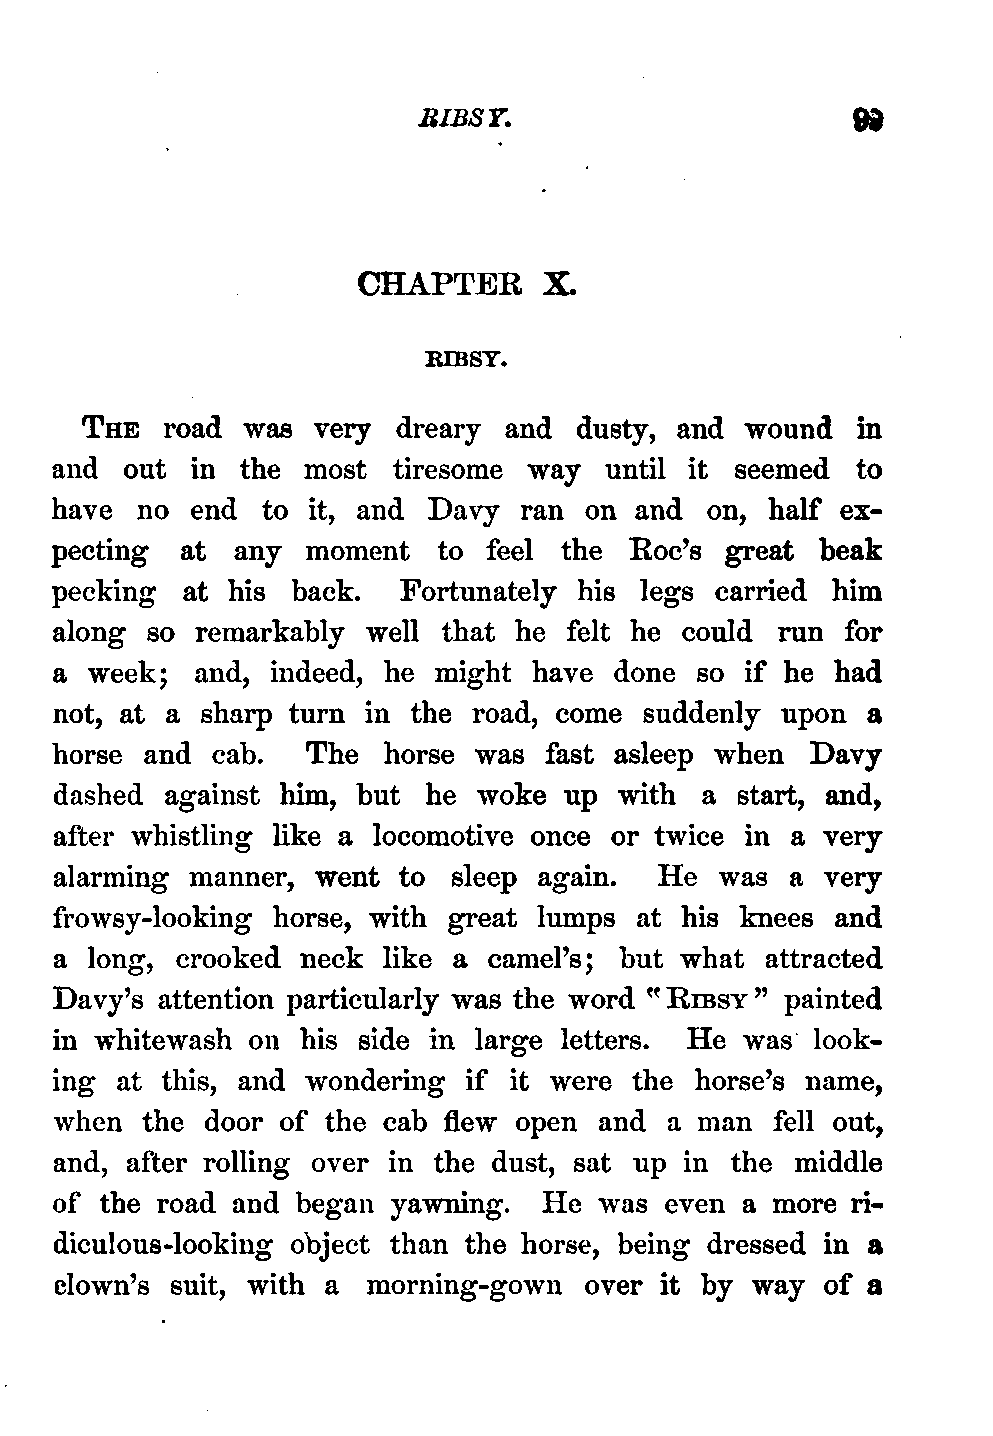 RIBSY. 99
CHAPTER X.
RIBSY.
THE road was very dreary and dusty, and wound in
and out in the most tiresome way until it seemed to
have no end to it, and Davy ran on and on, half ex-
pecting at any moment to feel the Roc's great beak
pecking at his back. Fortunately his legs carried him
along so remarkably well that he felt he could run for
a week; and, indeed, he might have done so if he had
not, at a sharp turn in the road, come suddenly upon a
horse and cab. The horse was fast asleep when Davy
dashed against him, but he woke up with a start, and,
after whistling like a locomotive once or twice in a very
alarming manner, went to sleep again. He was a very
frowsy-looking horse, with great lumps at his knees and
a long, crooked neck like a camel's; but what attracted
Davy's attention particularly was the word "RIBSY" painted
in whitewash on his side in large letters. He was look-
ing at this, and wondering if it were the horse's name,
when the door of the cab flew open and a man fell out,
and, after rolling over in the dust, sat up in the middle
of the road and began yawning. He was even a more ri-
diculous-looking object than the horse, being dressed in a
clown's suit, with a morning-gown over it by way of a